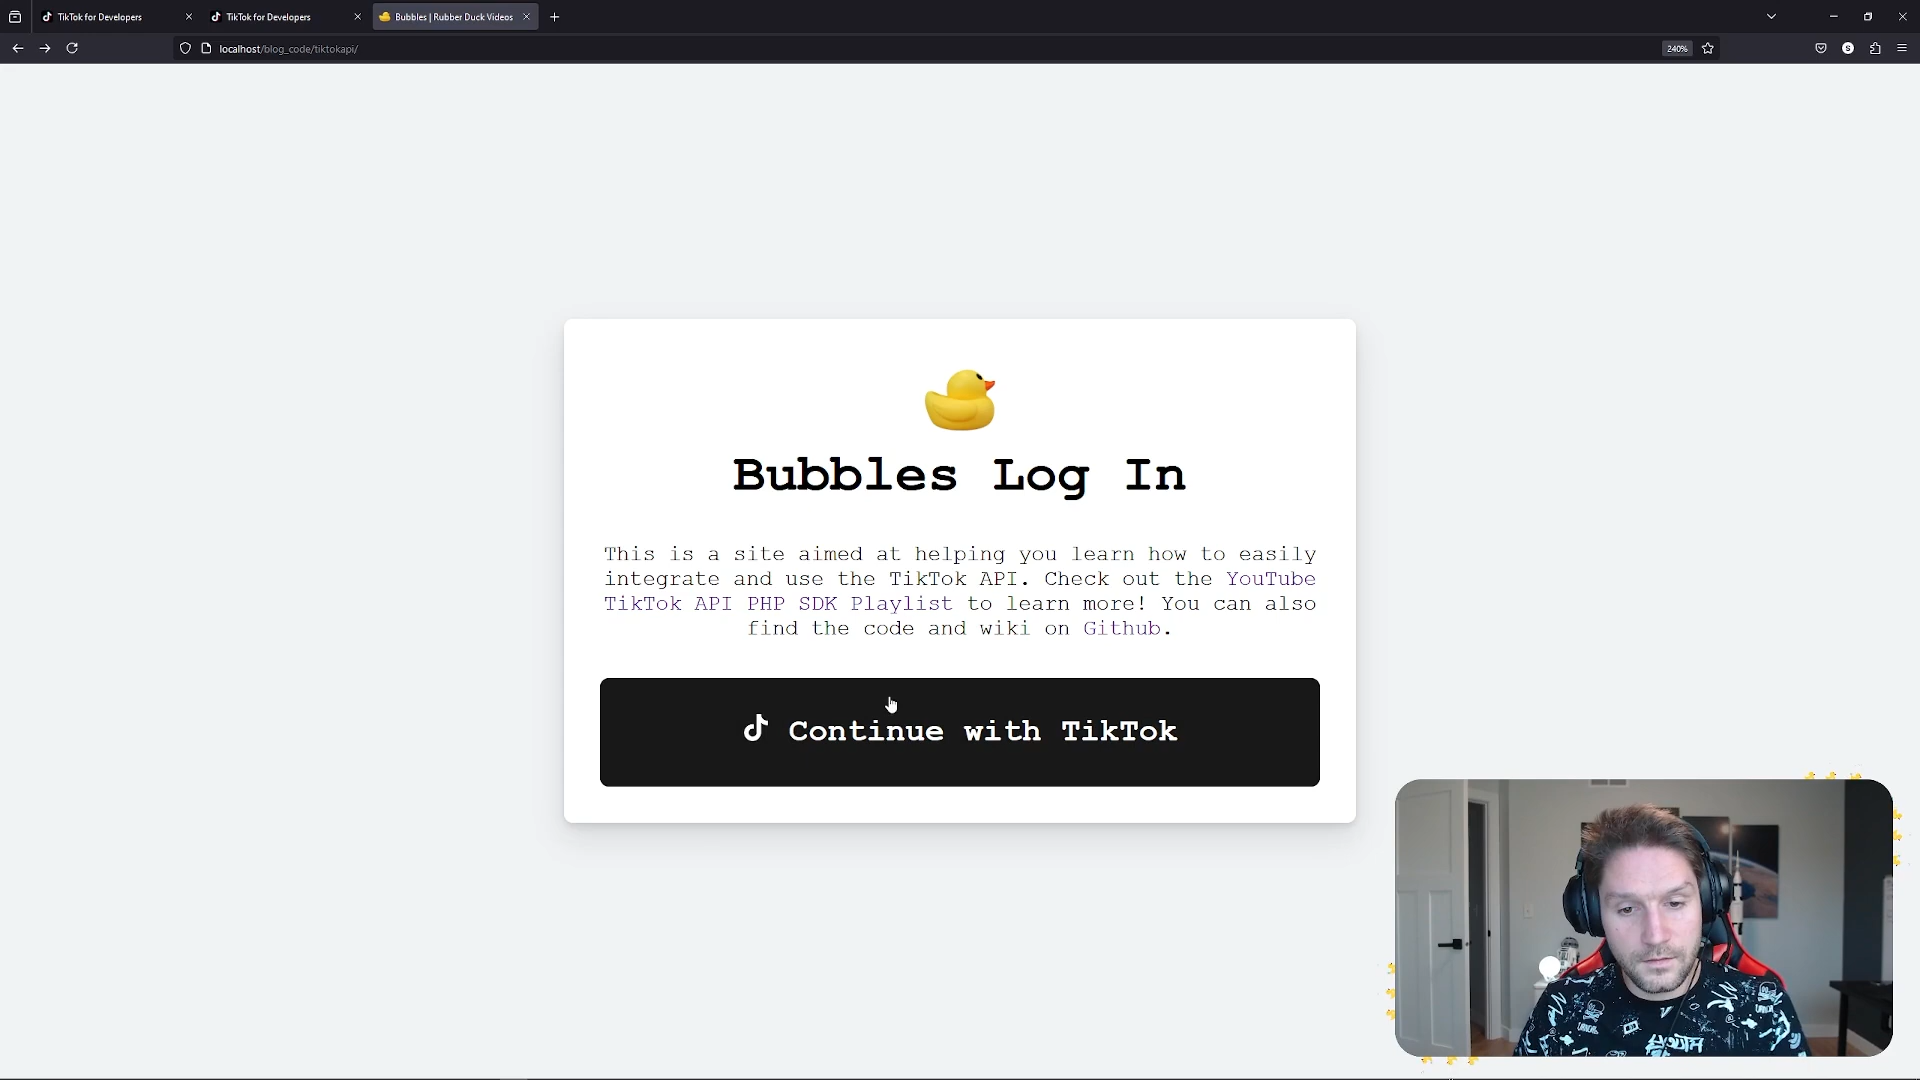 TikTok for Developers
TikTok for Developers
Bubbles | Rubber Duck Videos
localhost/blog_code/tiktokapi/
240%
S
Bubbles Log In
This is a site aimed at helping you learn how to easily
integrate and use the TikTok API. Check out the YouTube
TikTok API PHP SDK Playlist to learn more! You can also
find the code and wiki on Github.
Continue with TikTok